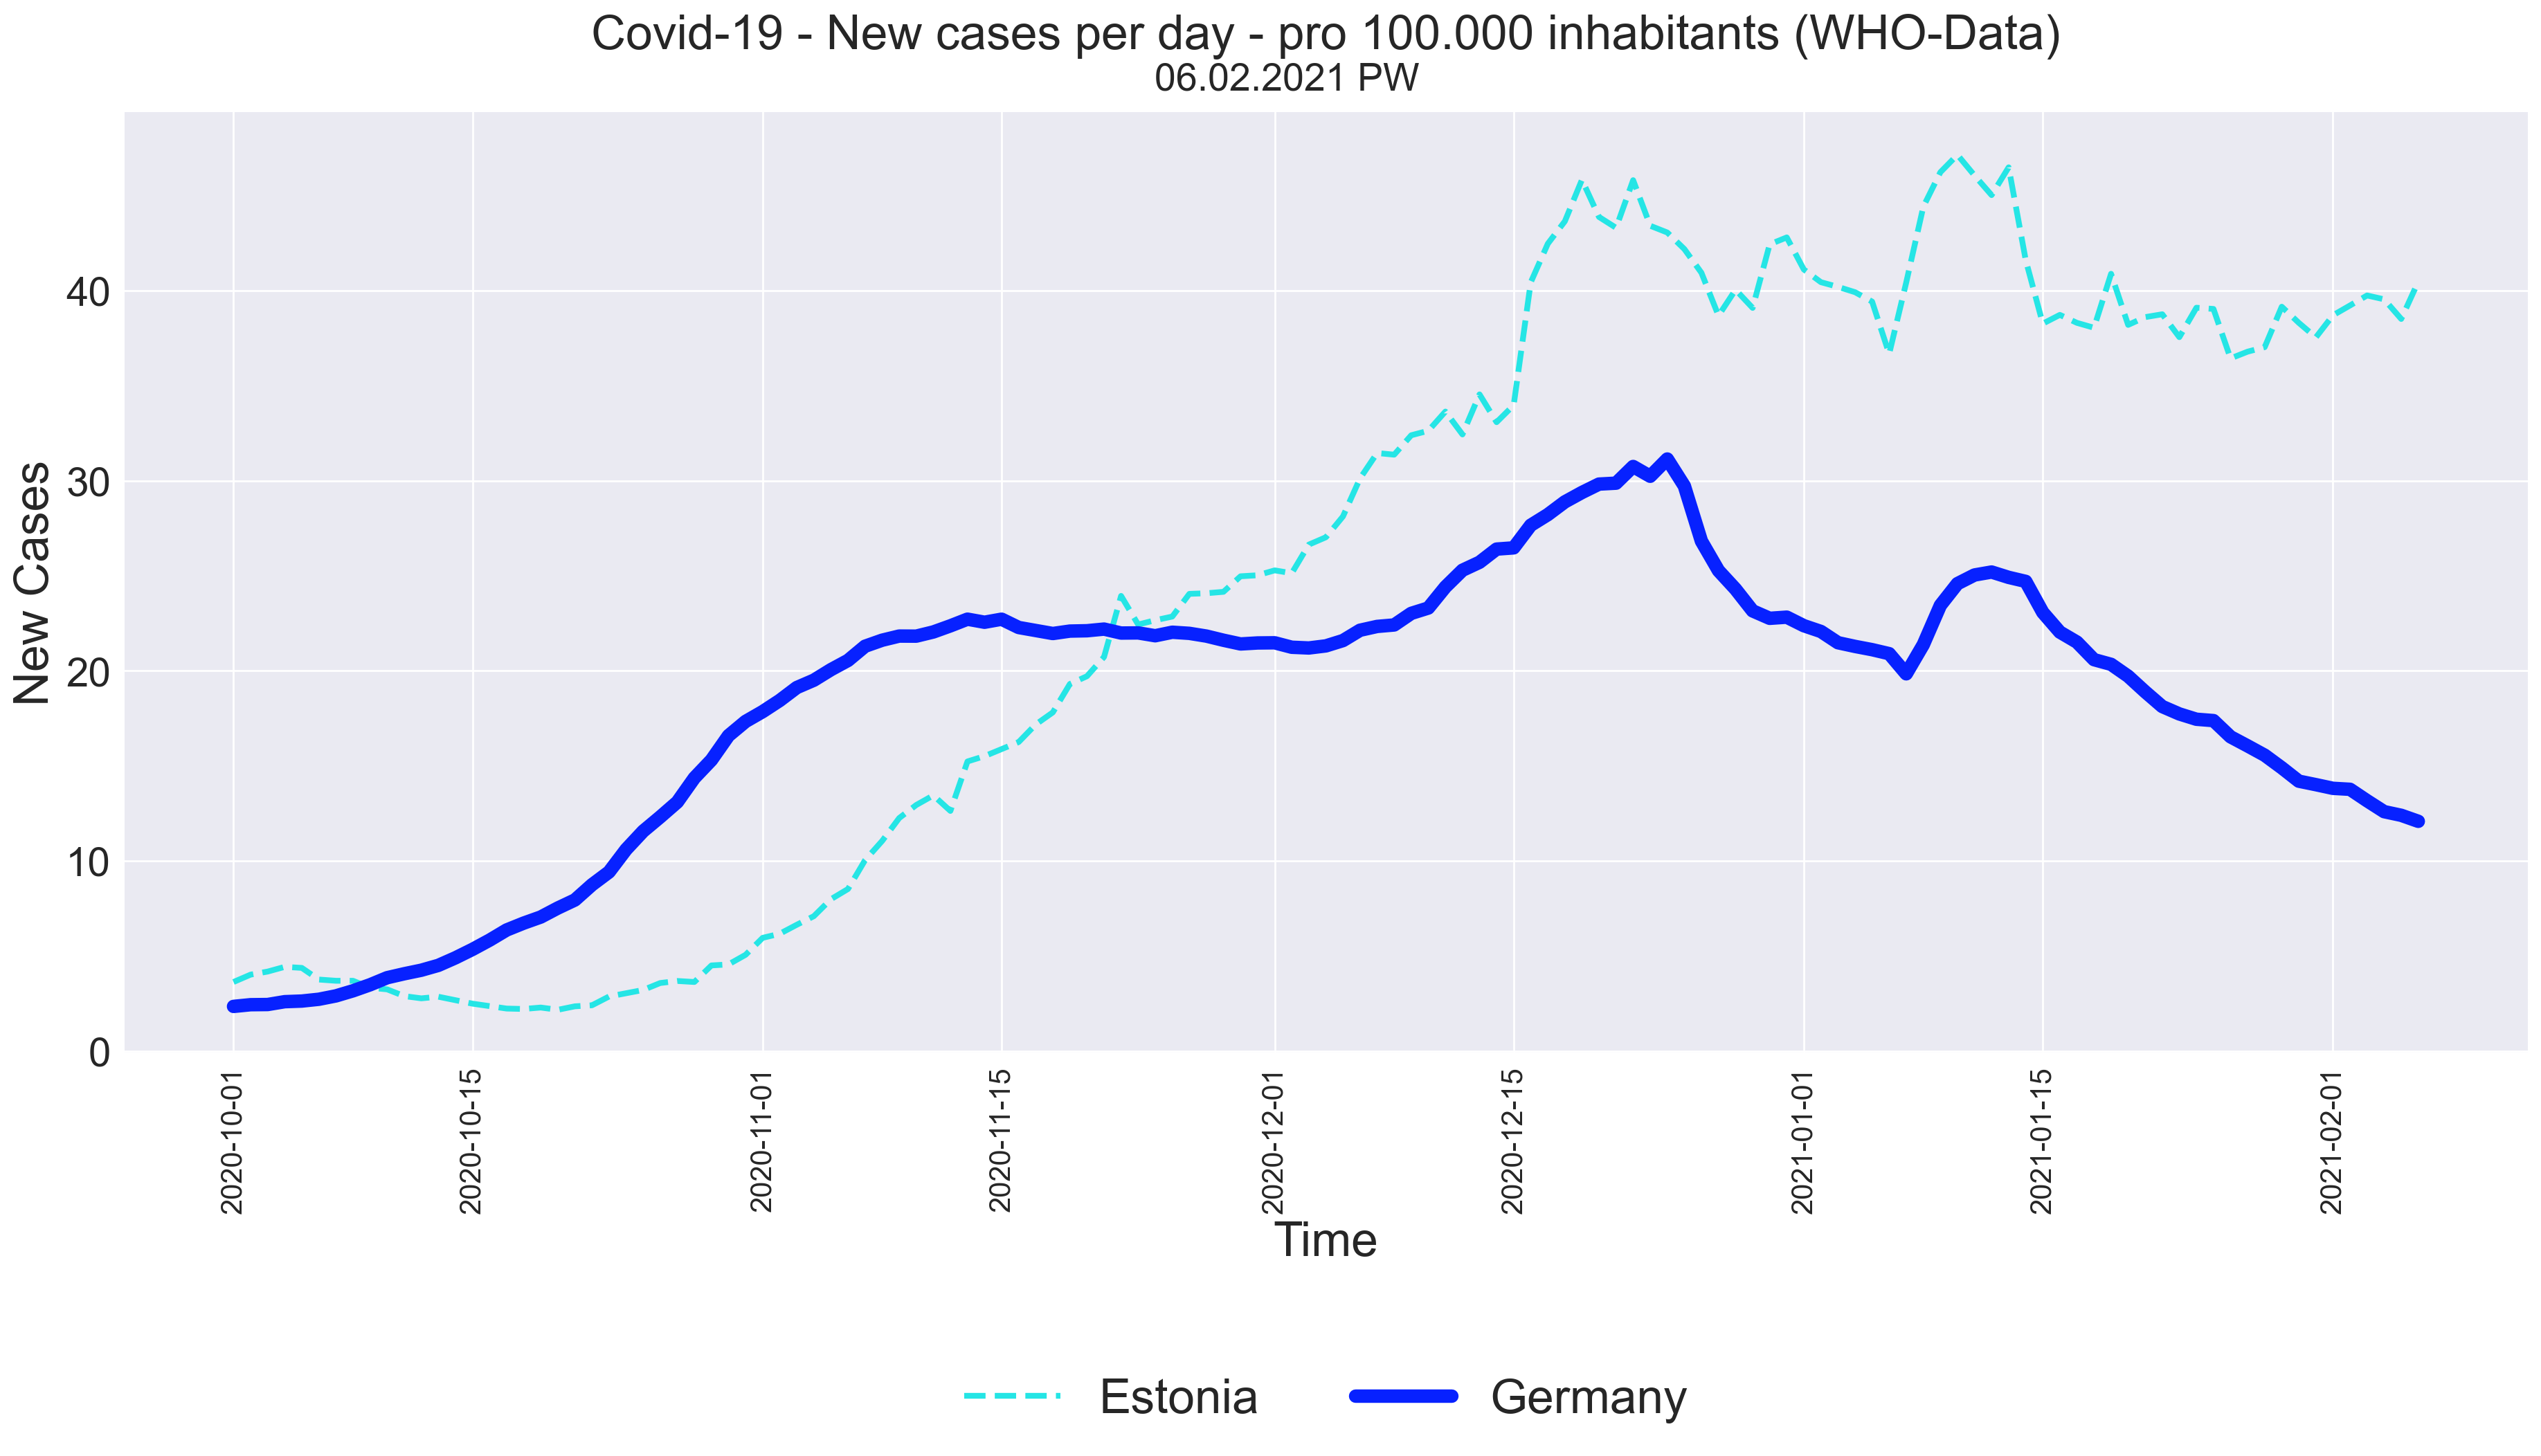 Covid-19 - New cases per day - pro 100.000 inhabitants (WHO-Data)
06.02.2021 PW
New Cases
40
30
20
10
0
2020-10-01
2020-10-15
2020-11-01
2020-11-15
2020-12-01
2020-12-15
2021-01-01
2021-01-15
2021-02-01
Time
Estonia
Germany